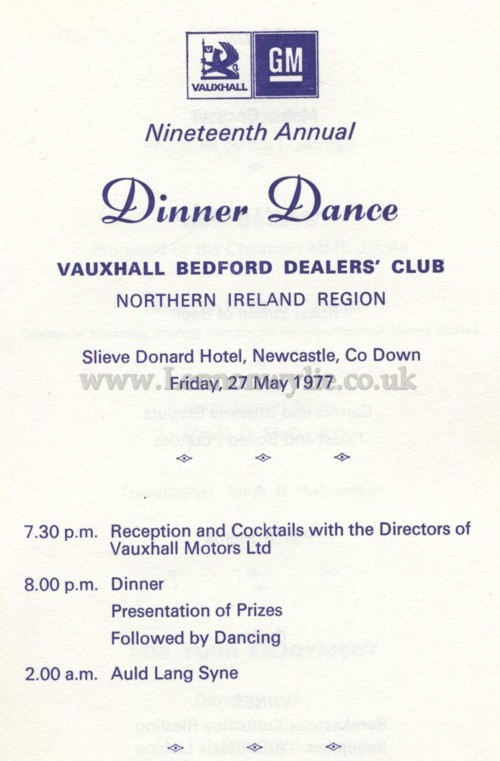 VAUXHALL
GM
Nineteenth Annual
Dinner Dance
VAUXHALL BEDFORD DEALERS' CLUB
NORTHERN IRELAND REGION
Slieve Donard Hotel, Newcastle, Co Down
www.Lennonwylie.co.uk
Friday, 27 May 1977
7.30 p.m. Reception and Cocktails with the Directors of
Vauxhall Motors Ltd
8.00 p.m. Dinner
Presentation of Prizes
Followed by Dancing
2.00 a.m. Auld Lang Syne